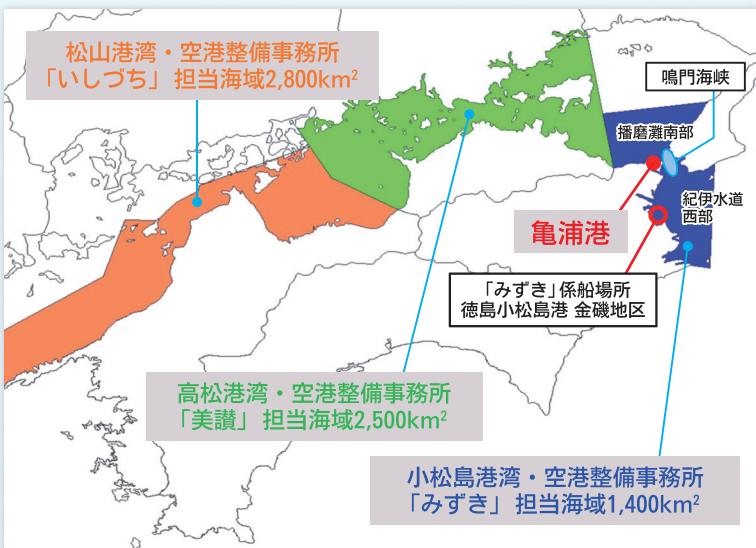 松山港湾・空港整備事務所
「いしづち」 担当海域2,800km²
鳴門海峡
播磨灘南部
紀伊水道
西部
亀浦港
「みずき」係船場所
徳島小松島港 金磯地区
高松港湾・空港整備事務所
「美讃」 担当海域2,500km²
小松島港湾・空港整備事務所
「みずき」 担当海域1,400km²